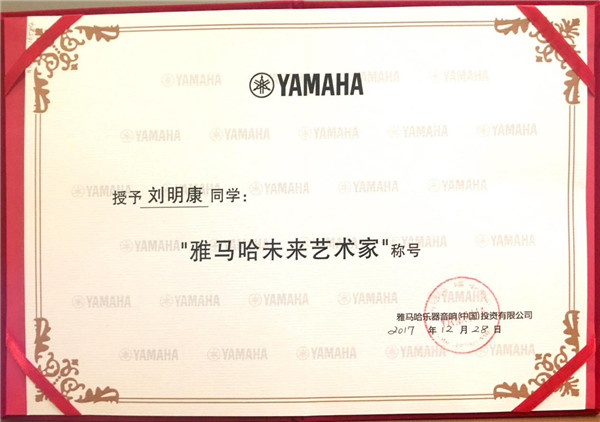 YAMAHA
授予 刘明康 同学：
"雅马哈未来艺术家"称号
雅马哈乐器音响(中国)投资有限公司
2017 年 12 月 28 日